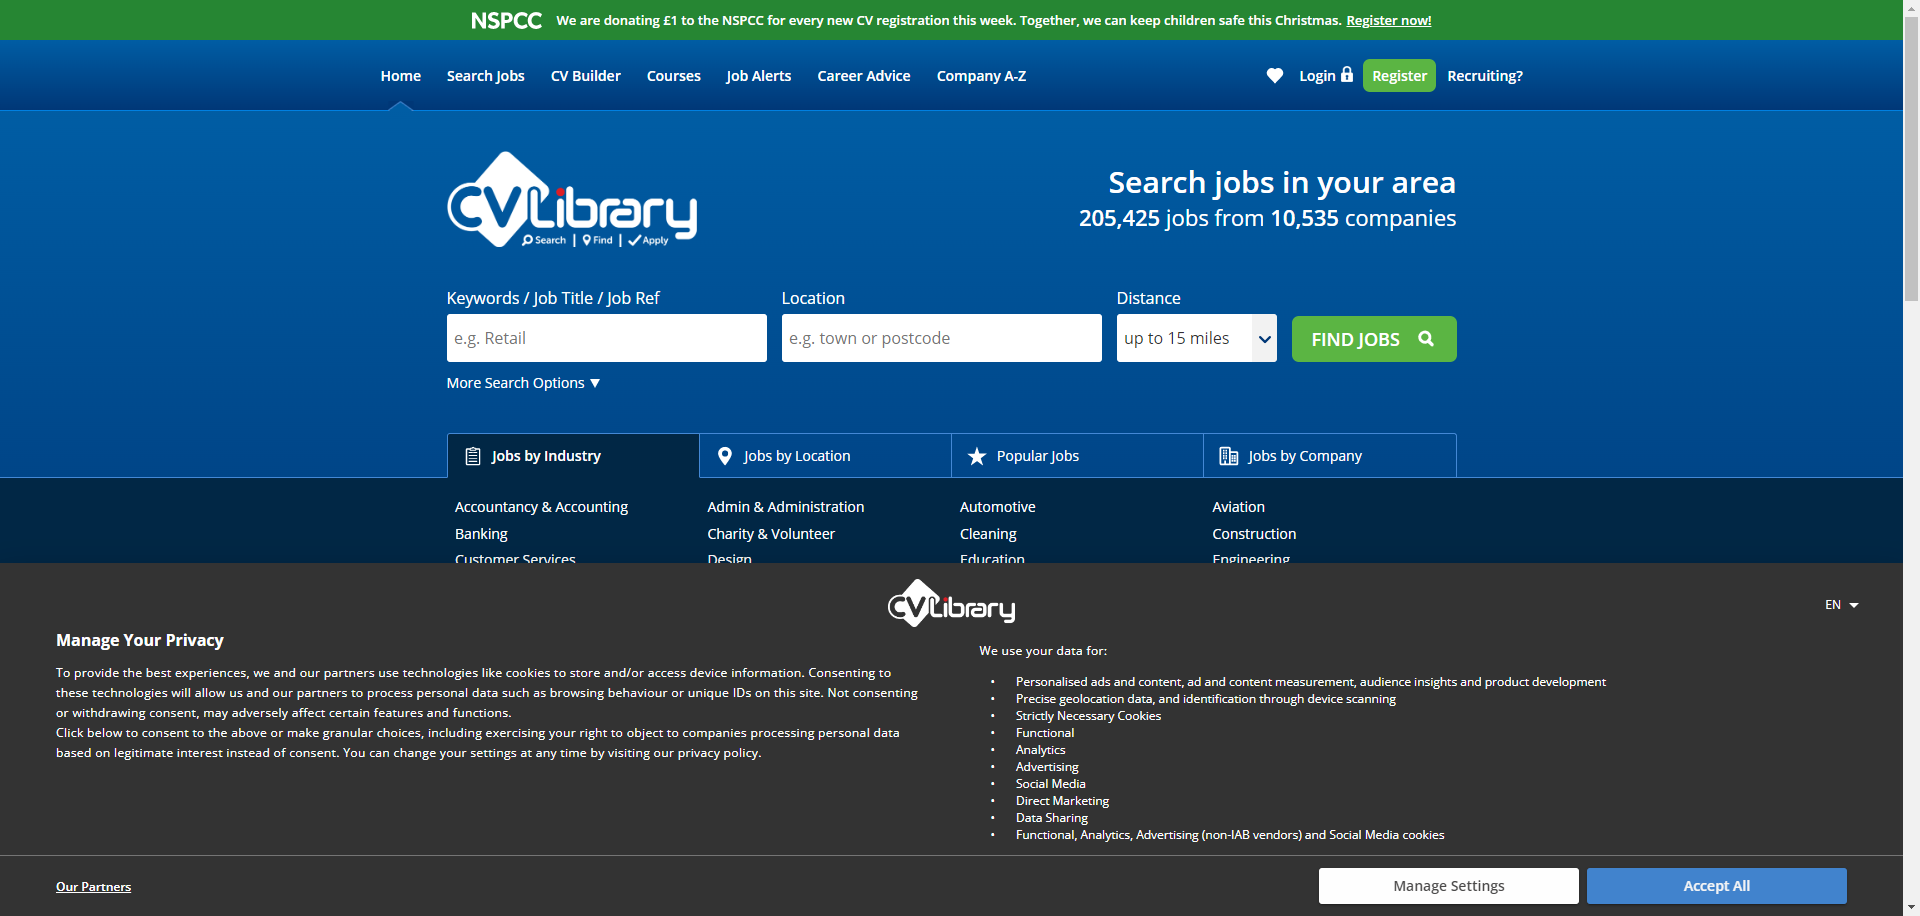 NSPCC We are donating £1 to the NSPCC for every new CV registration this week. Together, we can keep children safe this Christmas. Register now!
Home Search Jobs CV Builder Courses Job Alerts Career Advice Company A-Z Login Register Recruiting?
CV Library
Search | Find | Apply
Search jobs in your area
205,425 jobs from 10,535 companies
Keywords / Job Title / Job Ref Location Distance
e.g. Retail e.g. town or postcode up to 15 miles FIND JOBS
More Search Options ▼
Jobs by Industry Jobs by Location Popular Jobs Jobs by Company
Accountancy & Accounting Admin & Administration Automotive Aviation
Banking Charity & Volunteer Cleaning Construction
Customer Services Design Education Engineering
CV Library
EN
Manage Your Privacy
To provide the best experiences, we and our partners use technologies like cookies to store and/or access device information. Consenting to
these technologies will allow us and our partners to process personal data such as browsing behaviour or unique IDs on this site. Not consenting
or withdrawing consent, may adversely affect certain features and functions.
Click below to consent to the above or make granular choices, including exercising your right to object to companies processing personal data
based on legitimate interest instead of consent. You can change your settings at any time by visiting our privacy policy.
We use your data for:
• Personalised ads and content, ad and content measurement, audience insights and product development
• Precise geolocation data, and identification through device scanning
• Strictly Necessary Cookies
• Functional
• Analytics
• Advertising
• Social Media
• Direct Marketing
• Data Sharing
• Functional, Analytics, Advertising (non-IAB vendors) and Social Media cookies
Our Partners Manage Settings Accept All